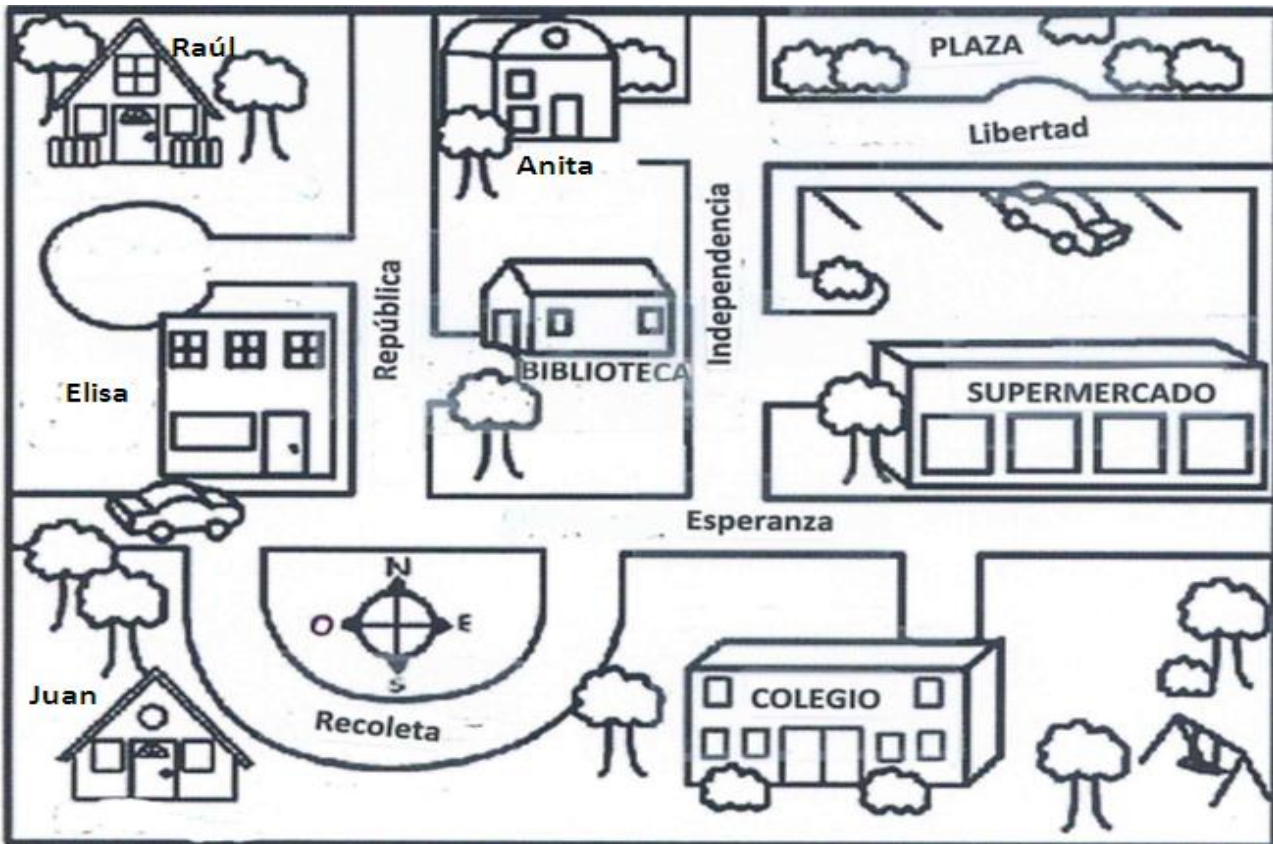 Raúl
PLAZA
Libertad
Anita
Independencia
República
BIBLIOTECA
Elisa
SUPERMERCADO
Esperanza
N
O
E
S
Juan
Recoleta
COLEGIO